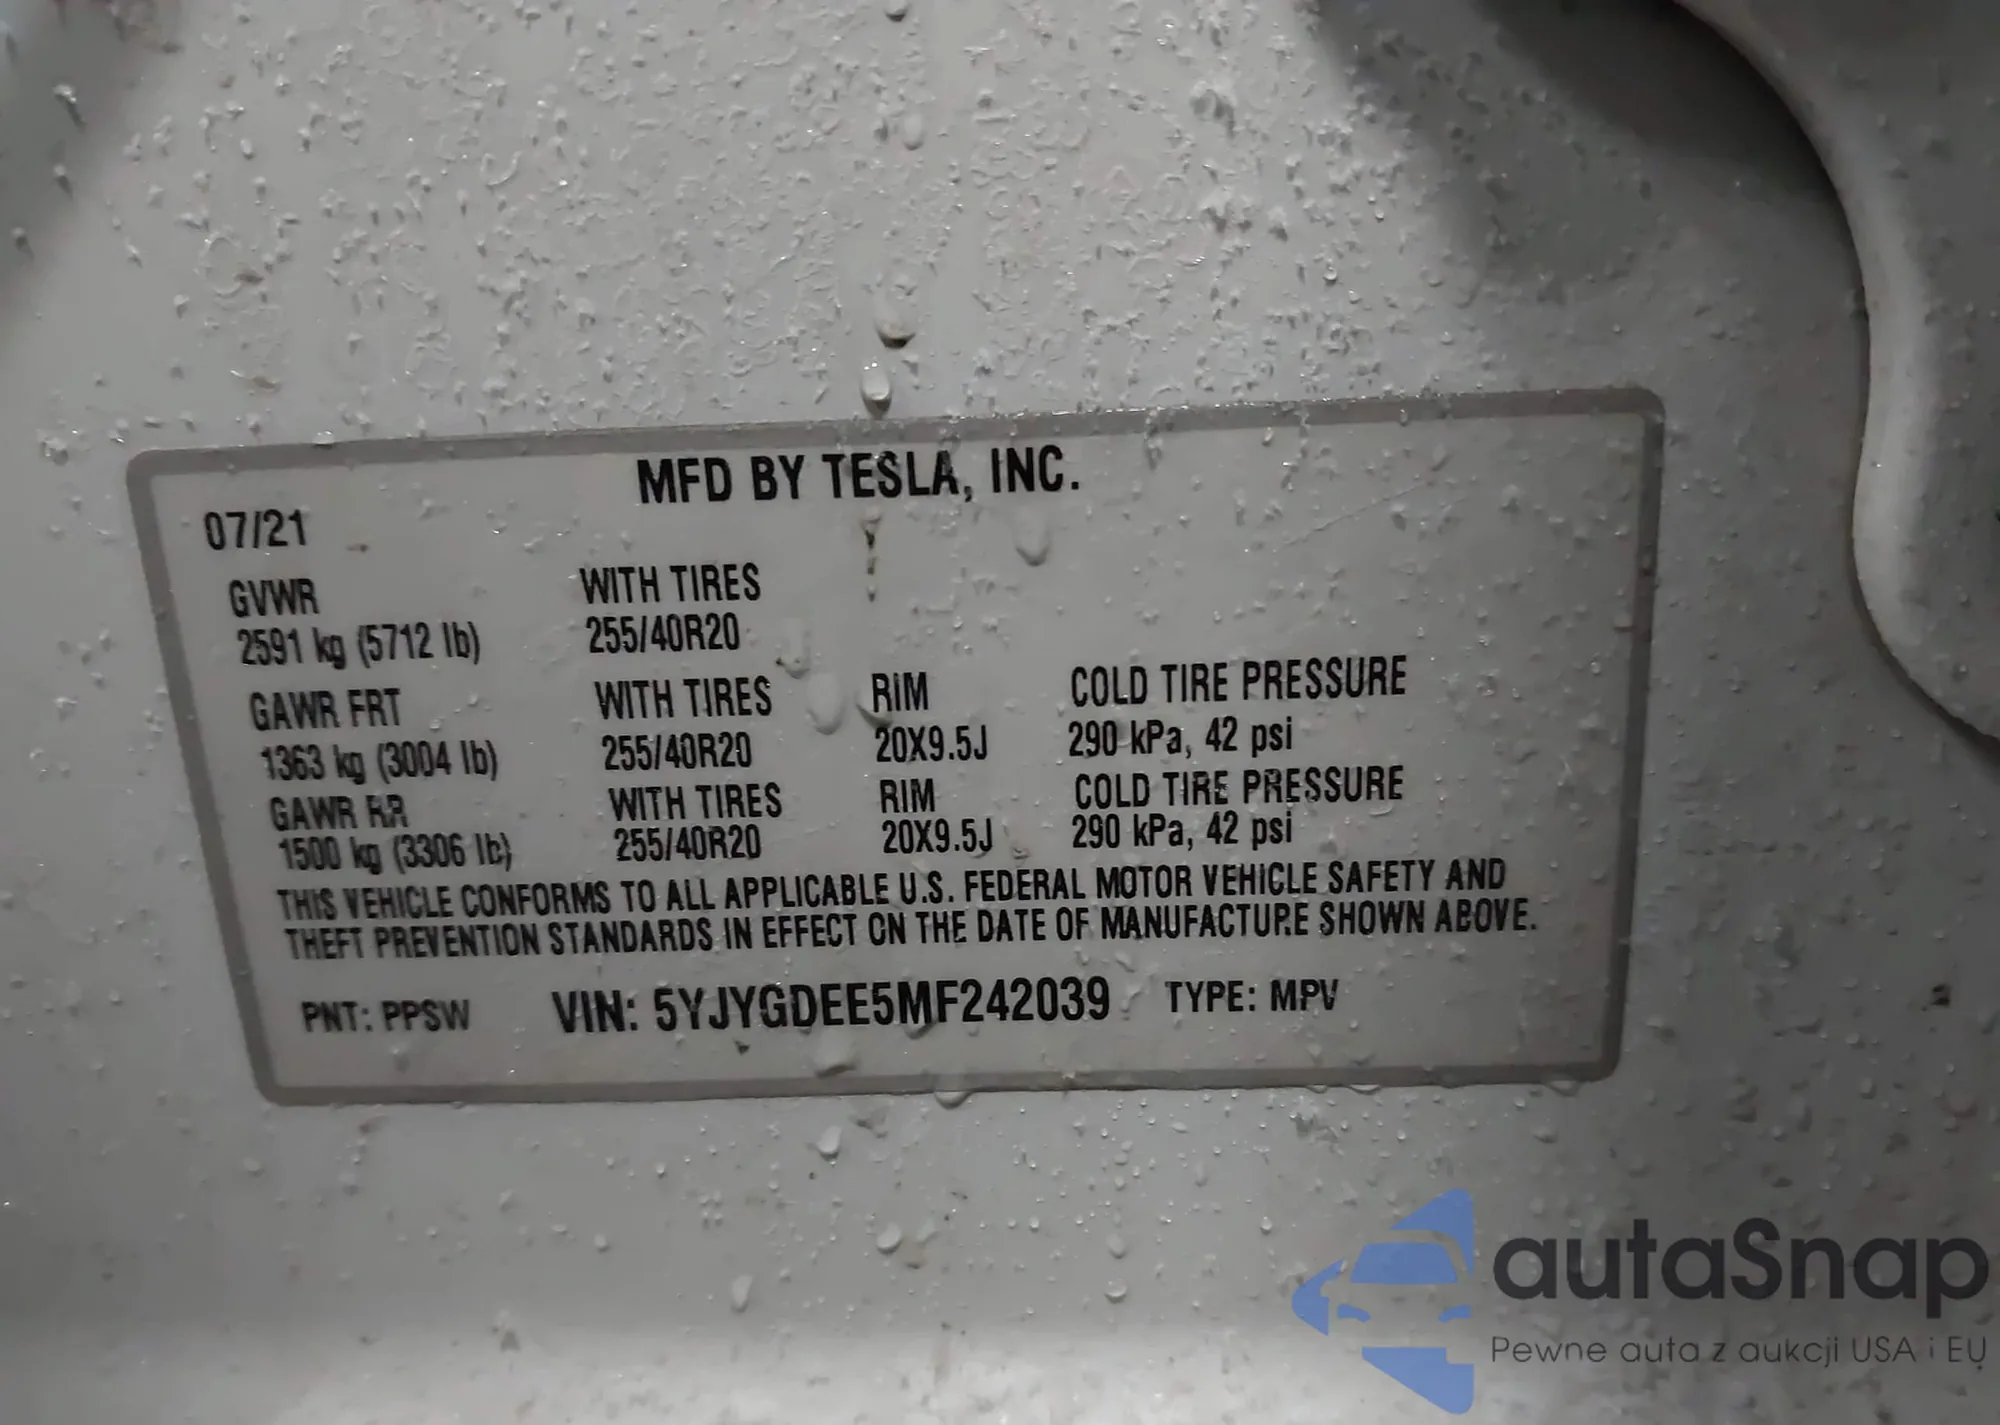 MFD BY TESLA, INC.
07/21
GVWR WITH TIRES
2591 kg (5712 lb) 255/40R20
GAWR FRT WITH TIRES RIM COLD TIRE PRESSURE
1363 kg (3004 lb) 255/40R20 20X9.5J 290 kPa, 42 psi
GAWR RR WITH TIRES RIM COLD TIRE PRESSURE
1500 kg (3306 lb) 255/40R20 20X9.5J 290 kPa, 42 psi
THIS VEHICLE CONFORMS TO ALL APPLICABLE U.S. FEDERAL MOTOR VEHICLE SAFETY AND
THEFT PREVENTION STANDARDS IN EFFECT ON THE DATE OF MANUFACTURE SHOWN ABOVE.
PNT: PPSW VIN: 5YJYGDEE5MF242039 TYPE: MPV
autaSnap
Pewne auta z aukcji USA i EU